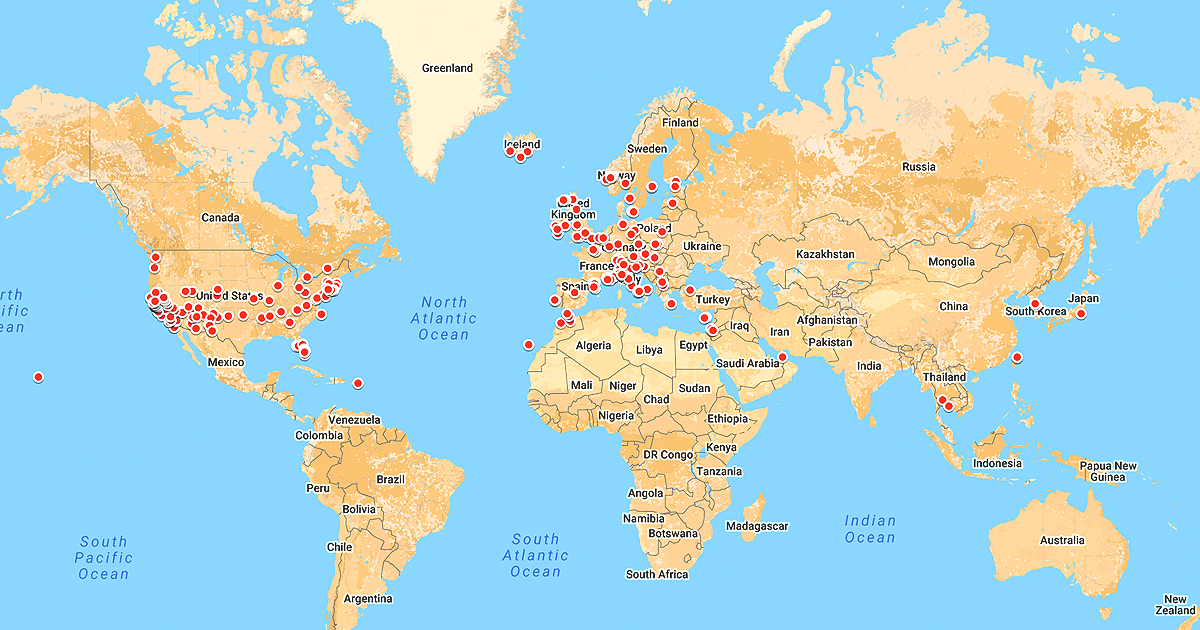 Greenland
Iceland
Finland
Sweden
Norway
Russia
Canada
United
Kingdom
Poland
Ukraine
Kazakhstan
Mongolia
France
Spain
Italy
United States
North
Atlantic
Ocean
rth
ific
ean
Turkey
China
Japan
South Korea
Iraq
Iran
Afghanistan
Pakistan
Algeria
Libya
Egypt
Saudi Arabia
India
Mexico
Thailand
Mali
Niger
Chad
Sudan
Nigeria
Ethiopia
Venezuela
Colombia
Kenya
DR Congo
Tanzania
Indonesia
Papua New
Guinea
Peru
Brazil
Angola
Bolivia
Namibia
Botswana
Madagascar
Indian
Ocean
South
Pacific
Ocean
South
Atlantic
Ocean
Chile
Australia
South Africa
Argentina
New
Zealand